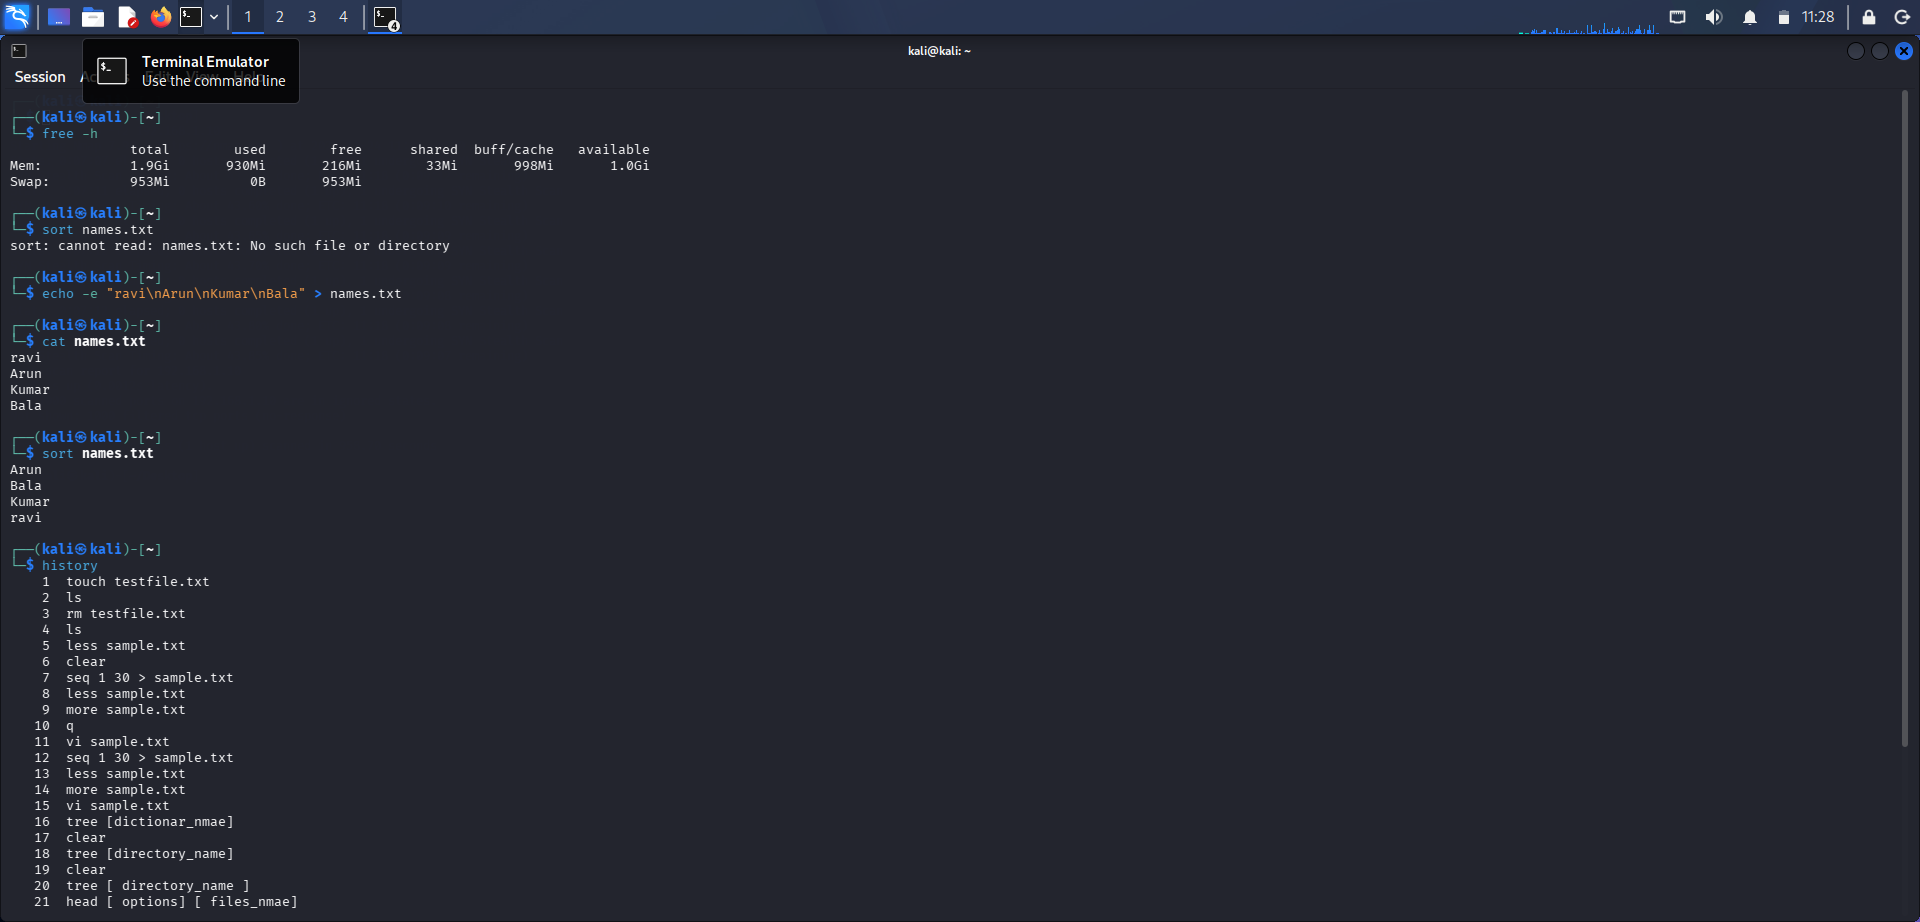 1 2 3 4 4 11:28
kali@kali: ~
Terminal Emulator
Session
Use the command line
(kali㉿kali)-[~]
$ free -h
total used free shared buff/cache available
Mem: 1.9Gi 930Mi 216Mi 33Mi 998Mi 1.0Gi
Swap: 953Mi 0B 953Mi
(kali㉿kali)-[~]
$ sort names.txt
sort: cannot read: names.txt: No such file or directory
(kali㉿kali)-[~]
$ echo -e "ravi\nArun\nKumar\nBala" > names.txt
(kali㉿kali)-[~]
$ cat names.txt
ravi
Arun
Kumar
Bala
(kali㉿kali)-[~]
$ sort names.txt
Arun
Bala
Kumar
ravi
(kali㉿kali)-[~]
$ history
1 touch testfile.txt
2 ls
3 rm testfile.txt
4 ls
5 less sample.txt
6 clear
7 seq 1 30 > sample.txt
8 less sample.txt
9 more sample.txt
10 q
11 vi sample.txt
12 seq 1 30 > sample.txt
13 less sample.txt
14 more sample.txt
15 vi sample.txt
16 tree [dictionar_nmae]
17 clear
18 tree [directory_name]
19 clear
20 tree [ directory_name ]
21 head [ options] [ files_nmae]